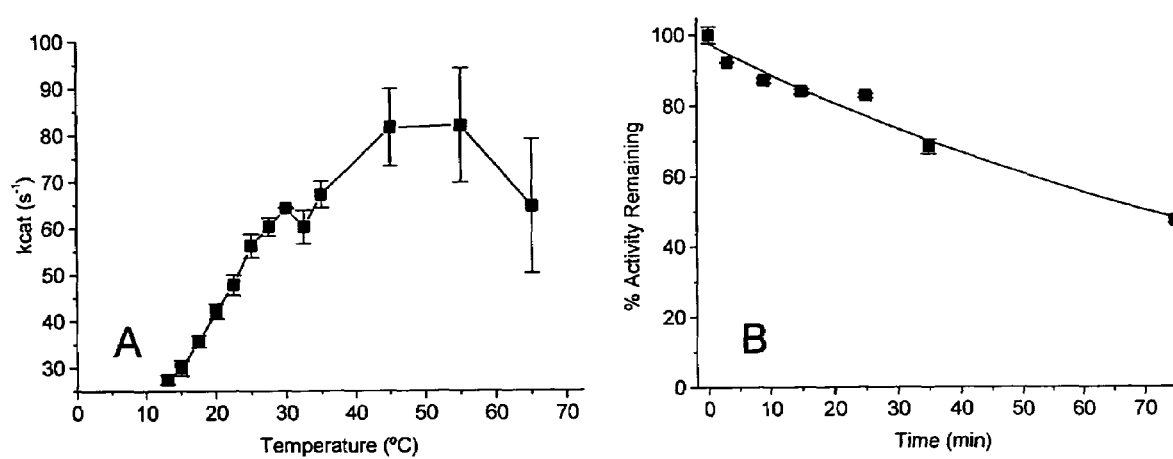 100
90
80
70
60
50
40
30
kcat (s⁻¹)
A
0 10 20 30 40 50 60 70
Temperature (ºC)
100
80
60
40
20
0
% Activity Remaining
B
0 10 20 30 40 50 60 70
Time (min)